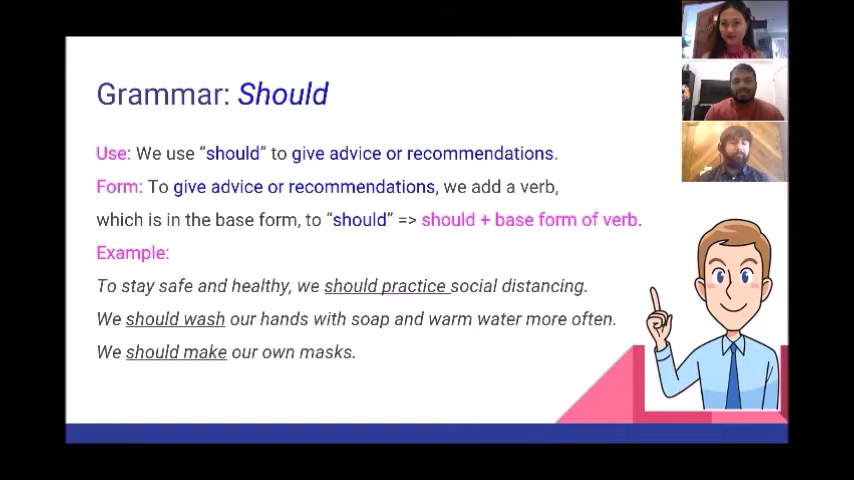 Grammar: Should
Use: We use “should” to give advice or recommendations.
Form: To give advice or recommendations, we add a verb,
which is in the base form, to “should” => should + base form of verb.
Example:
To stay safe and healthy, we should practice social distancing.
We should wash our hands with soap and warm water more often.
We should make our own masks.